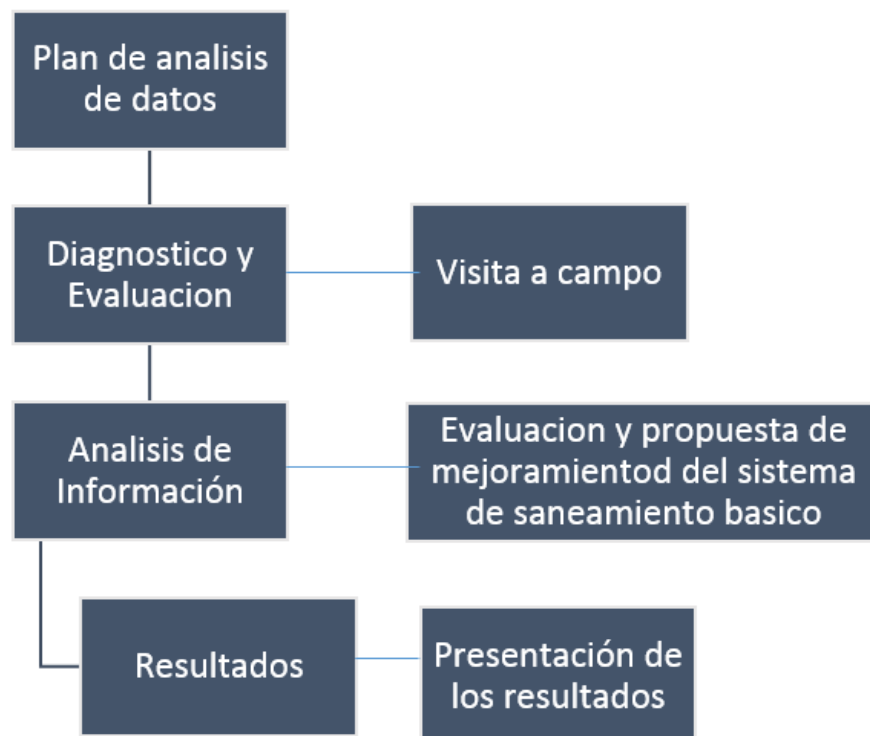 Plan de analisis
de datos
Diagnostico y
Evaluacion
Visita a campo
Analisis de
Información
Evaluacion y propuesta de
mejoramientod del sistema
de saneamiento basico
Resultados
Presentación de
los resultados